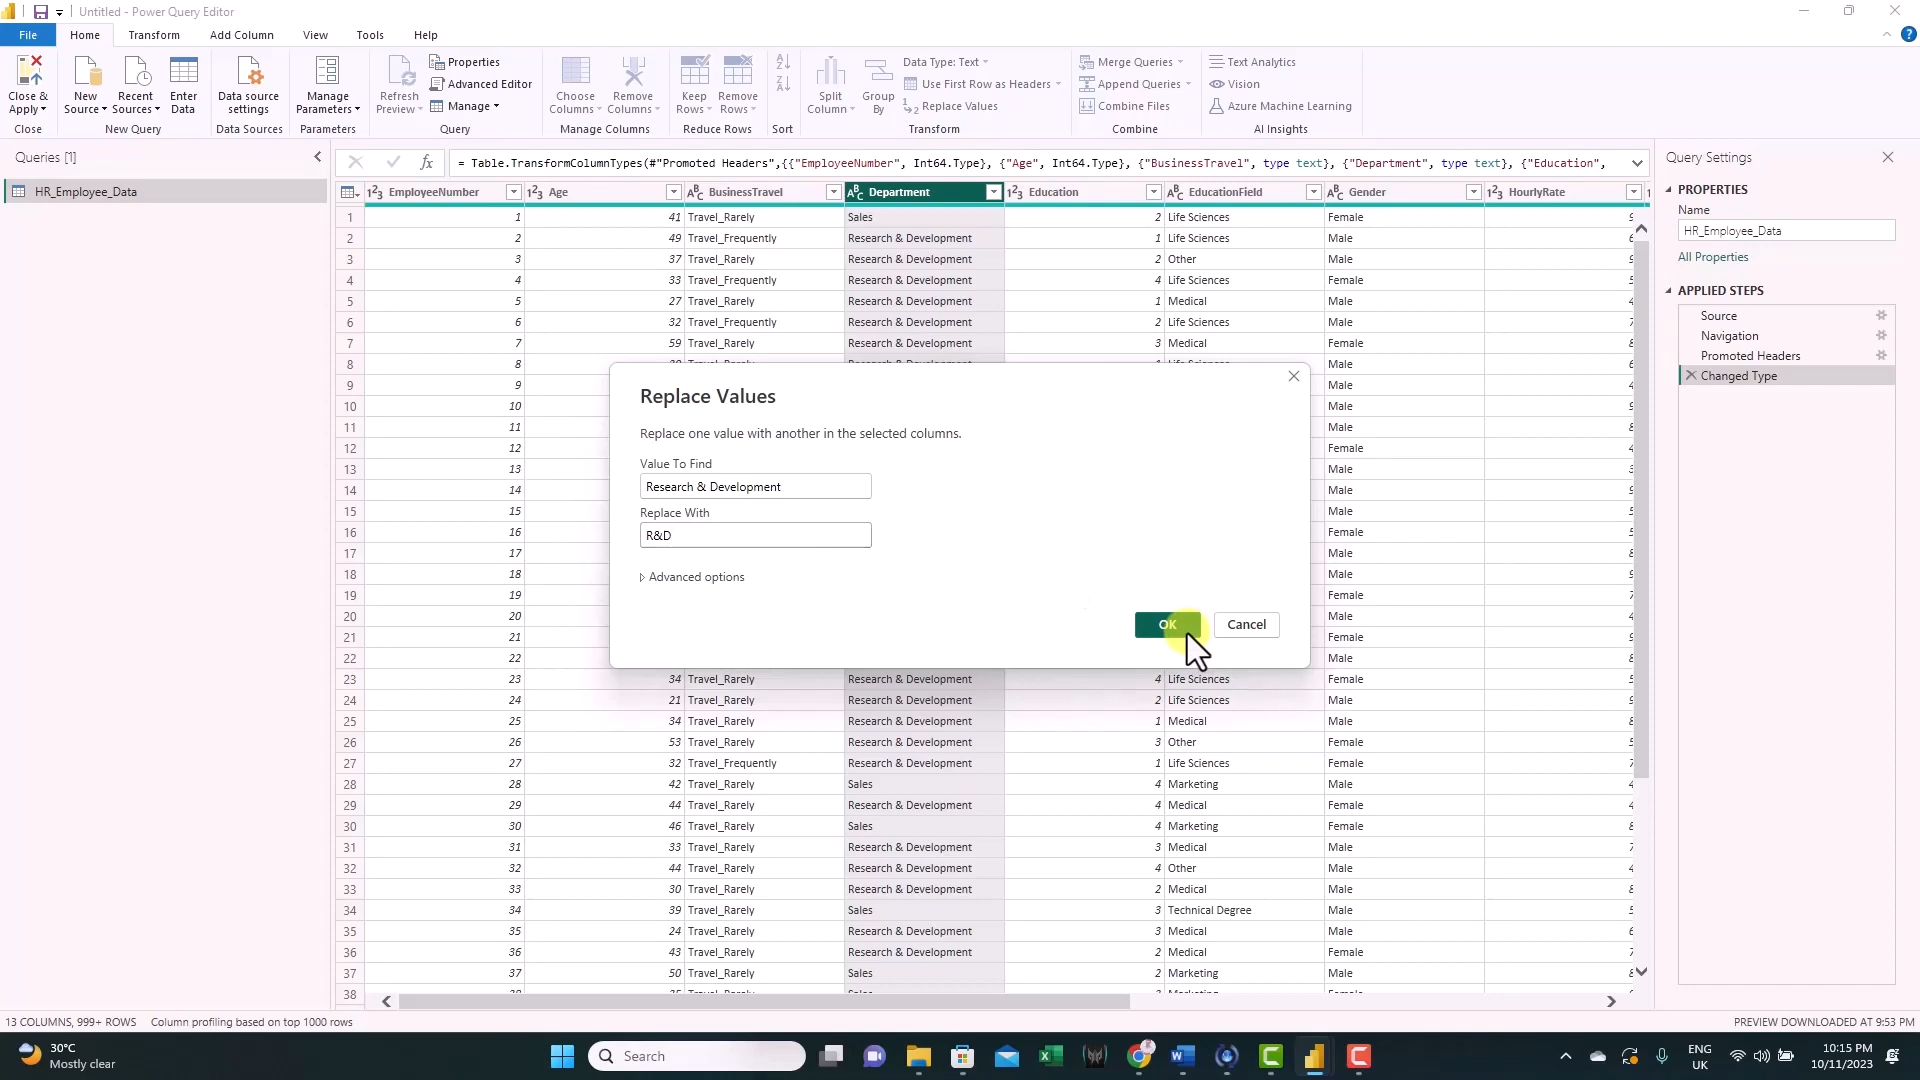 Untitled - Power Query Editor
File Home Transform Add Column View Tools Help
Close & Apply
New Source
Recent Sources
Enter Data
Data source settings
Manage Parameters
Refresh Preview
Properties
Advanced Editor
Manage
Choose Columns
Remove Columns
Keep Rows
Remove Rows
Split Column
Group By
Data Type: Text
Use First Row as Headers
Replace Values
Merge Queries
Append Queries
Combine Files
Text Analytics
Vision
Azure Machine Learning
Close New Query Data Sources Parameters Query Manage Columns Reduce Rows Sort Transform Combine AI Insights
Queries [1]
HR_Employee_Data
= Table.TransformColumnTypes(#"Promoted Headers",{{"EmployeeNumber", Int64.Type}, {"Age", Int64.Type}, {"BusinessTravel", type text}, {"Department", type text}, {"Education",
EmployeeNumber Age BusinessTravel Department Education EducationField Gender HourlyRate
1 1 41 Travel_Rarely Sales 2 Life Sciences Female
2 2 49 Travel_Frequently Research & Development 1 Life Sciences Male
3 3 37 Travel_Rarely Research & Development 2 Other Male
4 4 33 Travel_Frequently Research & Development 4 Life Sciences Female
5 5 27 Travel_Rarely Research & Development 1 Medical Male
6 6 32 Travel_Frequently Research & Development 2 Life Sciences Male
7 7 59 Travel_Rarely Research & Development 3 Medical Female
8 8 Male
9 9 Male
10 10 Male
11 11 Male
12 12 Female
13 13 Male
14 14 Male
15 15 Male
16 16 Female
17 17 Male
18 18 Male
19 19 Female
20 20 Male
21 21 Female
22 22 Male
23 23 34 Travel_Rarely Research & Development 4 Life Sciences Female
24 24 21 Travel_Rarely Research & Development 2 Life Sciences Male
25 25 34 Travel_Rarely Research & Development 1 Medical Male
26 26 53 Travel_Rarely Research & Development 3 Other Female
27 27 32 Travel_Frequently Research & Development 1 Life Sciences Female
28 28 42 Travel_Rarely Sales 4 Marketing Male
29 29 44 Travel_Rarely Research & Development 4 Medical Female
30 30 46 Travel_Rarely Sales 4 Marketing Female
31 31 33 Travel_Rarely Research & Development 3 Medical Male
32 32 44 Travel_Rarely Research & Development 4 Other Male
33 33 30 Travel_Rarely Research & Development 2 Medical Male
34 34 39 Travel_Rarely Sales 3 Technical Degree Male
35 35 24 Travel_Rarely Research & Development 3 Medical Male
36 36 43 Travel_Rarely Research & Development 2 Medical Female
37 37 50 Travel_Rarely Sales 2 Marketing Male
38
Replace Values
Replace one value with another in the selected columns.
Value To Find
Research & Development
Replace With
R&D
Advanced options
OK Cancel
Query Settings
PROPERTIES
Name
HR_Employee_Data
All Properties
APPLIED STEPS
Source
Navigation
Promoted Headers
Changed Type
13 COLUMNS, 999+ ROWS Column profiling based on top 1000 rows
PREVIEW DOWNLOADED AT 9:53 PM
30°C
Mostly clear
Search
ENG
UK
10:15 PM
10/11/2023